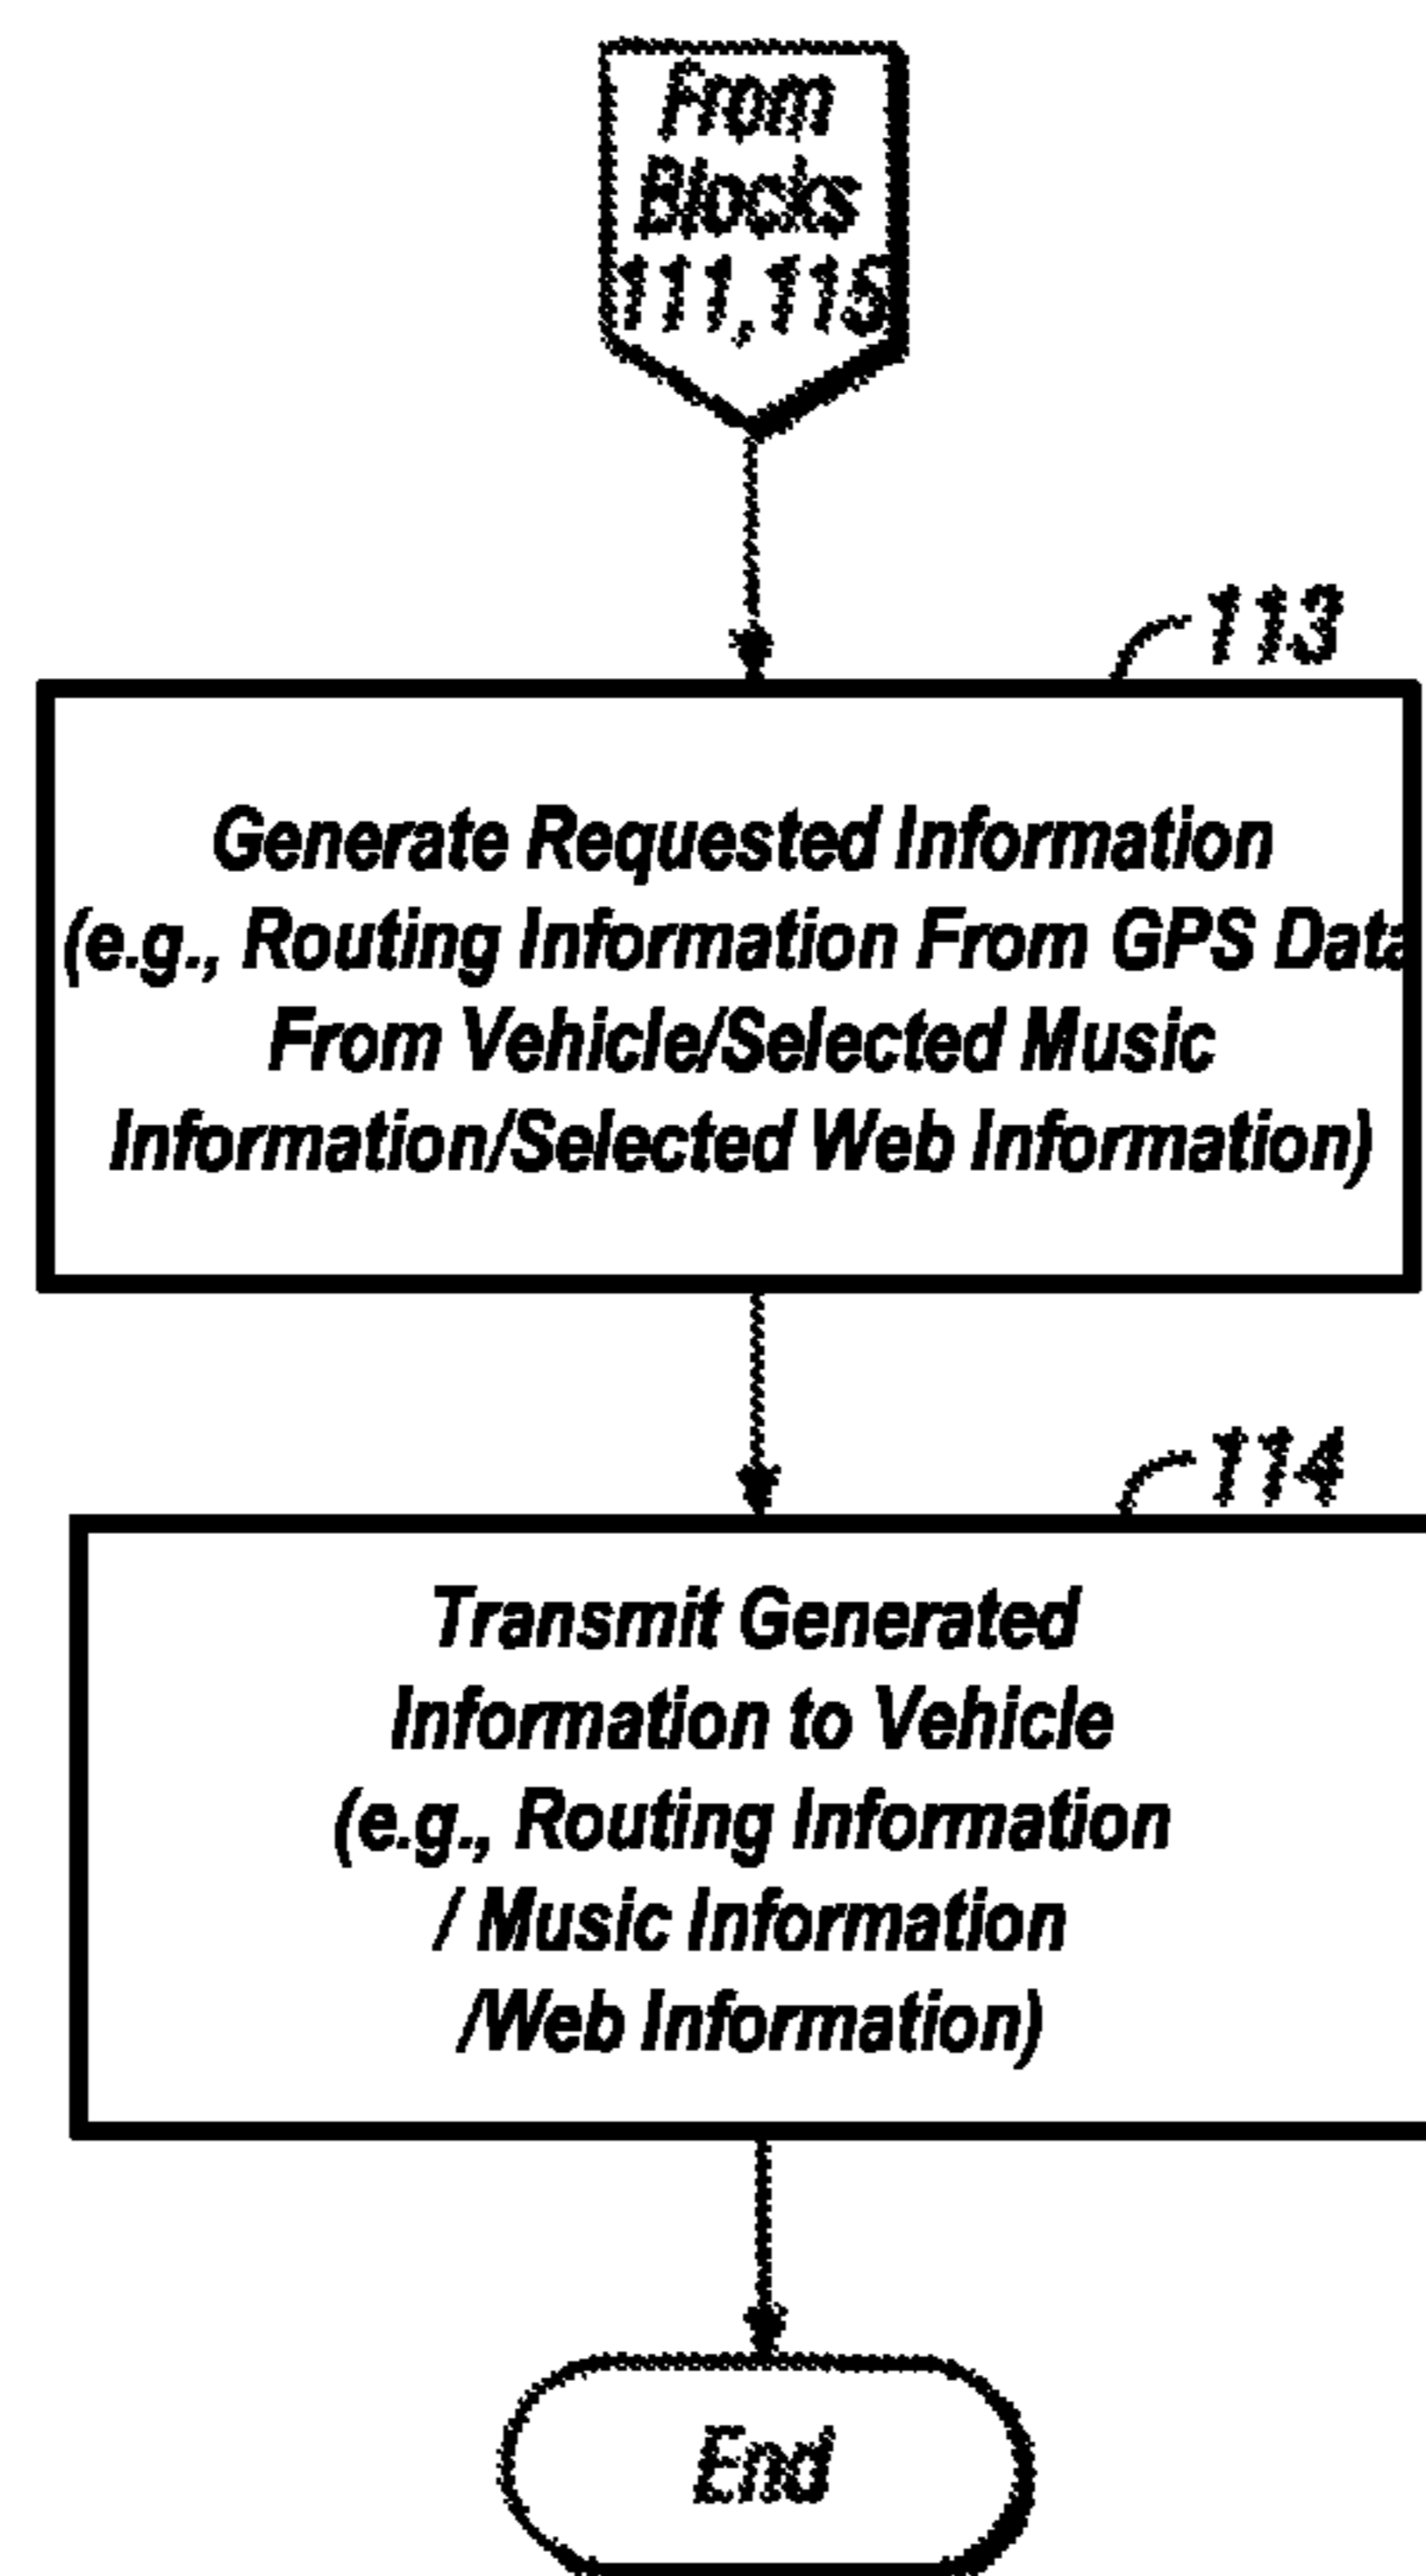 From
Blocks
111,115
113
Generate Requested Information
(e.g., Routing Information From GPS Data
From Vehicle/Selected Music
Information/Selected Web Information)
114
Transmit Generated
Information to Vehicle
(e.g., Routing Information
/ Music Information
/Web Information)
End